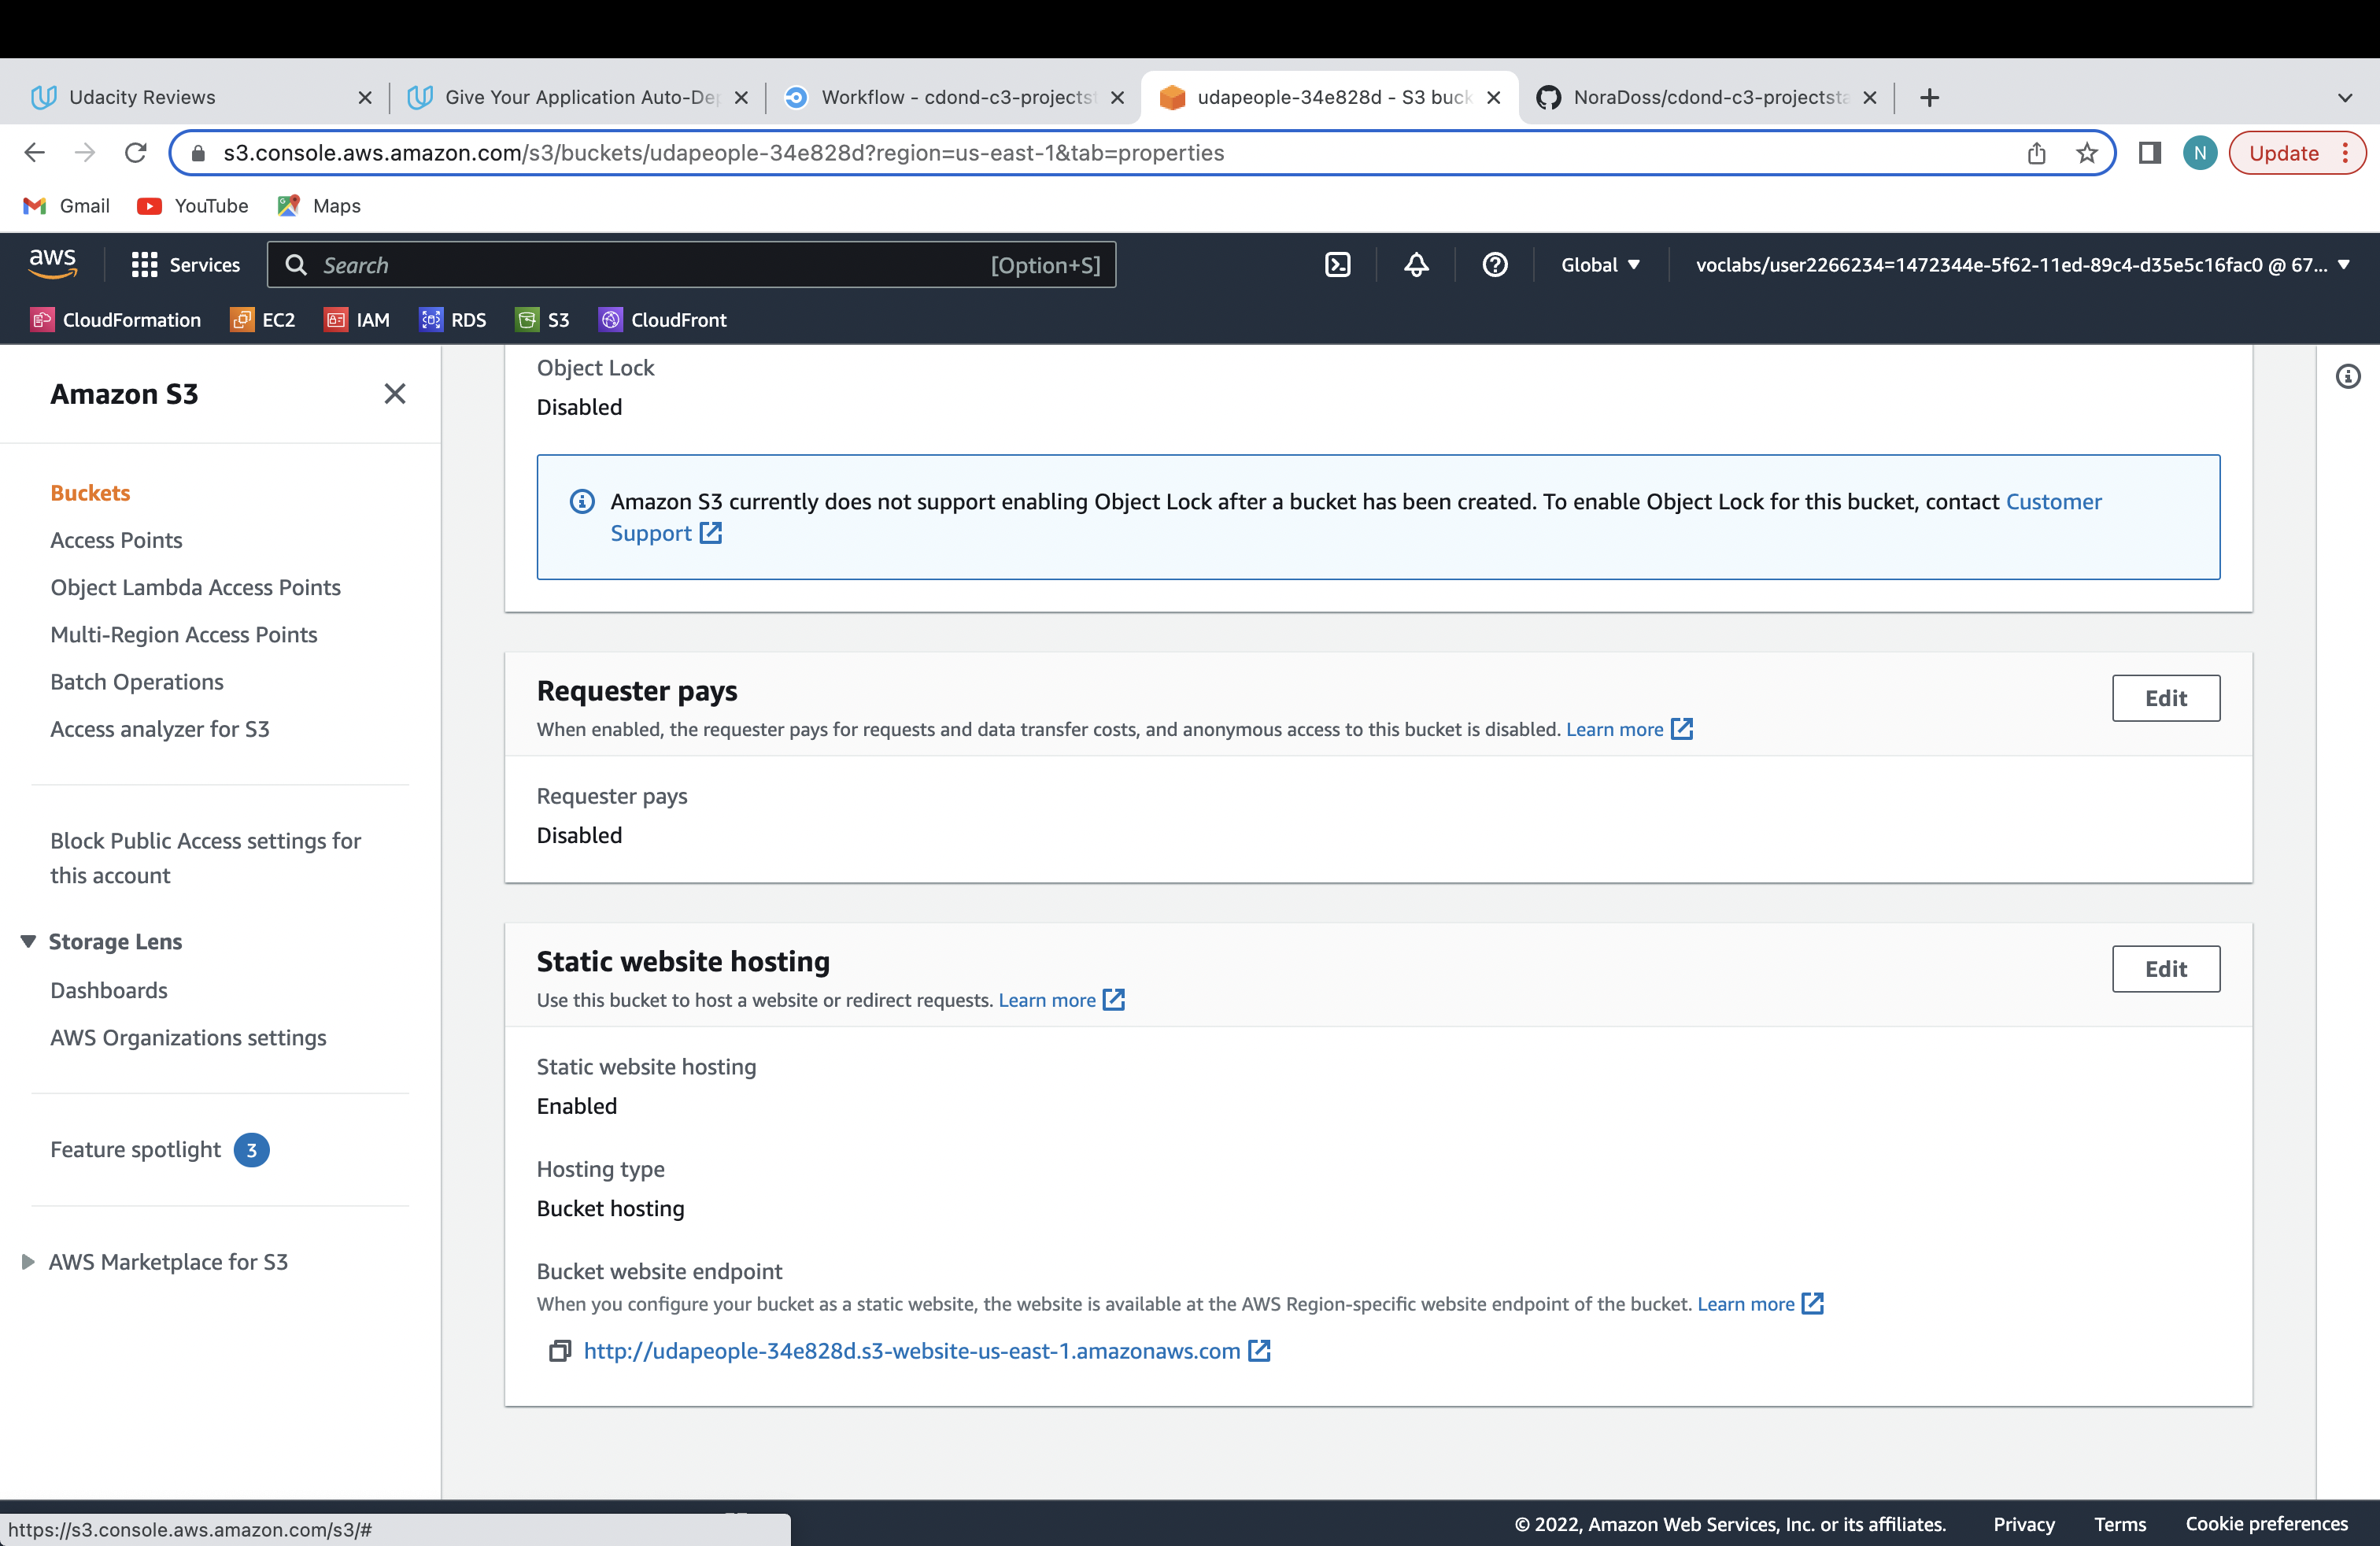 Udacity Reviews
Give Your Application Auto-De
Workflow - cdond-c3-projectst
udapeople-34e828d - S3 buck
NoraDoss/cdond-c3-projectsta
s3.console.aws.amazon.com/s3/buckets/udapeople-34e828d?region=us-east-1&tab=properties
N
Update
Gmail
YouTube
Maps
aws
Services
Search
[Option+S]
Global
voclabs/user2266234=1472344e-5f62-11ed-89c4-d35e5c16fac0 @ 67...
CloudFormation
EC2
IAM
RDS
S3
CloudFront
Amazon S3
Buckets
Access Points
Object Lambda Access Points
Multi-Region Access Points
Batch Operations
Access analyzer for S3
Block Public Access settings for
this account
Storage Lens
Dashboards
AWS Organizations settings
Feature spotlight 3
AWS Marketplace for S3
Object Lock
Disabled
Amazon S3 currently does not support enabling Object Lock after a bucket has been created. To enable Object Lock for this bucket, contact Customer
Support
Requester pays
Edit
When enabled, the requester pays for requests and data transfer costs, and anonymous access to this bucket is disabled. Learn more
Requester pays
Disabled
Static website hosting
Edit
Use this bucket to host a website or redirect requests. Learn more
Static website hosting
Enabled
Hosting type
Bucket hosting
Bucket website endpoint
When you configure your bucket as a static website, the website is available at the AWS Region-specific website endpoint of the bucket. Learn more
http://udapeople-34e828d.s3-website-us-east-1.amazonaws.com
https://s3.console.aws.amazon.com/s3/#
© 2022, Amazon Web Services, Inc. or its affiliates.
Privacy
Terms
Cookie preferences